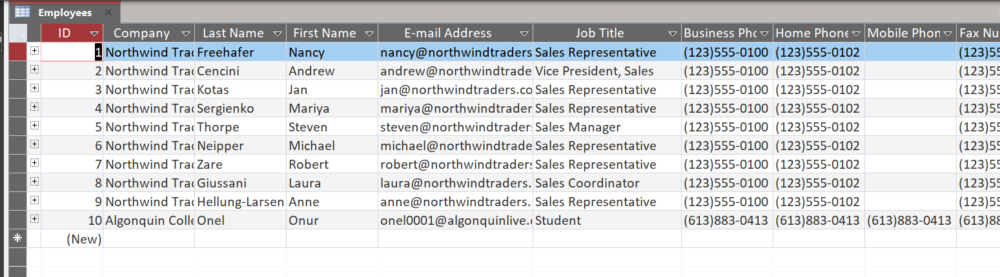 Employees
ID Company Last Name First Name E-mail Address Job Title Business Phc Home Phone Mobile Phon Fax Nu
1 Northwind Trac Freehafer Nancy nancy@northwindtraders Sales Representative (123)555-0100 (123)555-0102 (123)55
2 Northwind Trac Cencini Andrew andrew@northwindtrade Vice President, Sales (123)555-0100 (123)555-0102 (123)55
3 Northwind Trac Kotas Jan jan@northwindtraders.co Sales Representative (123)555-0100 (123)555-0102 (123)55
4 Northwind Trac Sergienko Mariya mariya@northwindtrader Sales Representative (123)555-0100 (123)555-0102 (123)55
5 Northwind Trac Thorpe Steven steven@northwindtraders Sales Manager (123)555-0100 (123)555-0102 (123)55
6 Northwind Trac Neipper Michael michael@northwindtrade Sales Representative (123)555-0100 (123)555-0102 (123)55
7 Northwind Trac Zare Robert robert@northwindtraders Sales Representative (123)555-0100 (123)555-0102 (123)55
8 Northwind Trac Giussani Laura laura@northwindtraders. Sales Coordinator (123)555-0100 (123)555-0102 (123)55
9 Northwind Trac Hellung-Larsen Anne anne@northwindtraders. Sales Representative (123)555-0100 (123)555-0102 (123)55
10 Algonquin Colle Onel Onur onel0001@algonquinlive.c Student (613)883-0413 (613)883-0413 (613)883-0413 (613)88
(New)